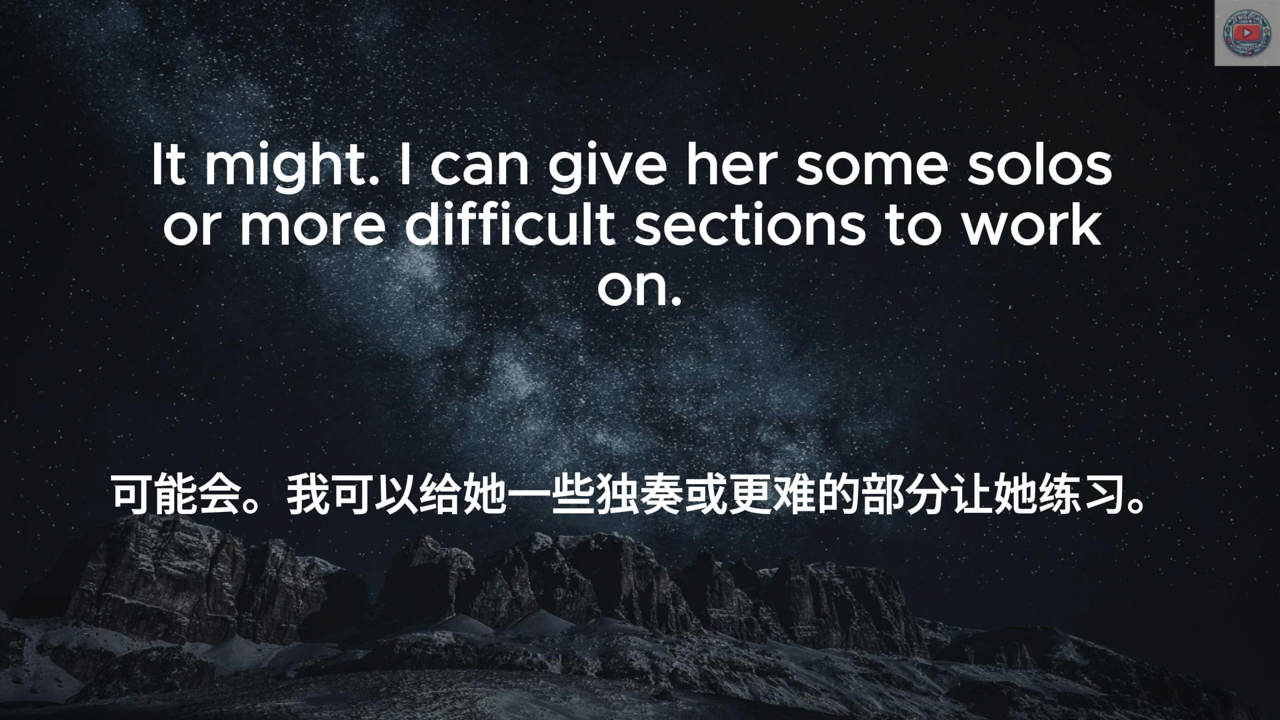 It might. I can give her some solos
or more difficult sections to work
on.
可能会。我可以给她一些独奏或更难的部分让她练习。